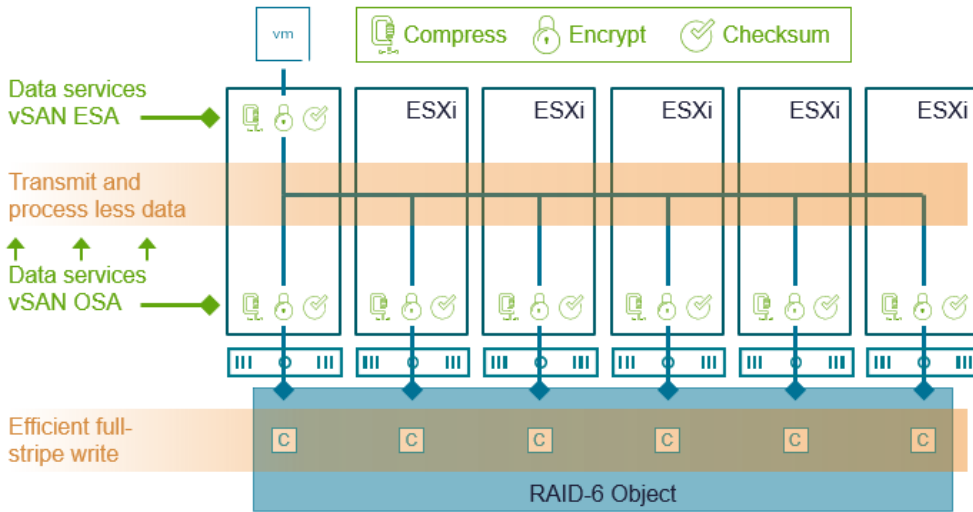 vm
Compress
Encrypt
Checksum
Data services
vSAN ESA
ESXi
ESXi
ESXi
ESXi
ESXi
Transmit and
process less data
Data services
vSAN OSA
Efficient full-
stripe write
C
C
C
C
C
C
RAID-6 Object